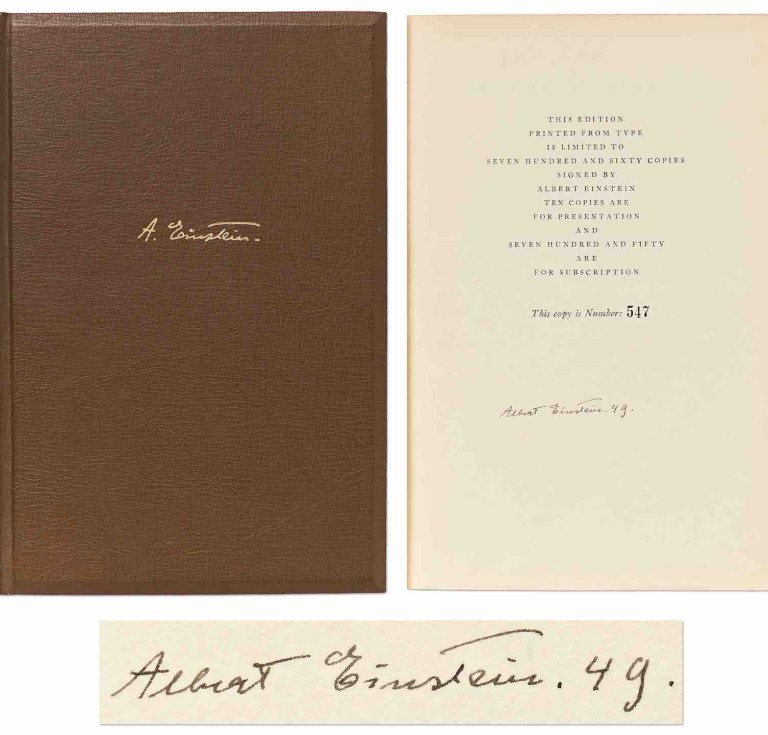 A. Einstein.
THIS EDITION
PRINTED FROM TYPE
IS LIMITED TO
SEVEN HUNDRED AND SIXTY COPIES
SIGNED BY
ALBERT EINSTEIN
TEN COPIES ARE
FOR PRESENTATION
AND
SEVEN HUNDRED AND FIFTY
ARE
FOR SUBSCRIPTION
This copy is Number: 547
Albert Einstein. 49.
Albert Einstein. 49.